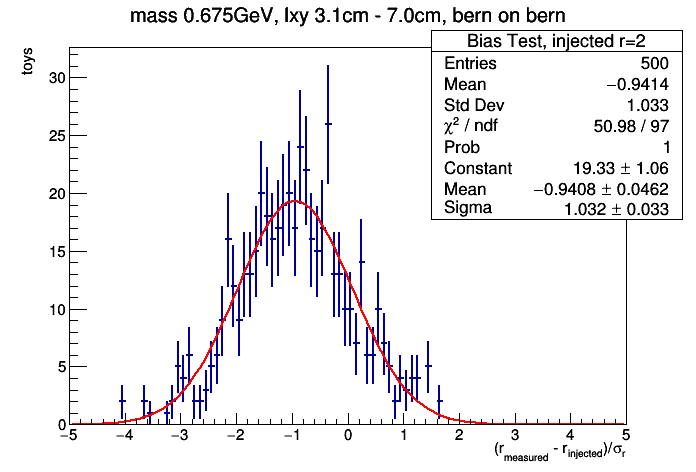 mass 0.675GeV, lxy 3.1cm - 7.0cm, bern on bern
Bias Test, injected r=2
Entries 500
Mean −0.9414
Std Dev 1.033
χ² / ndf 50.98 / 97
Prob 1
Constant 19.33 ± 1.06
Mean −0.9408 ± 0.0462
Sigma 1.032 ± 0.033
toys
30
25
20
15
10
5
0
−5 −4 −3 −2 −1 0 1 2 3 4 5
(r_measured - r_injected)/σ_r